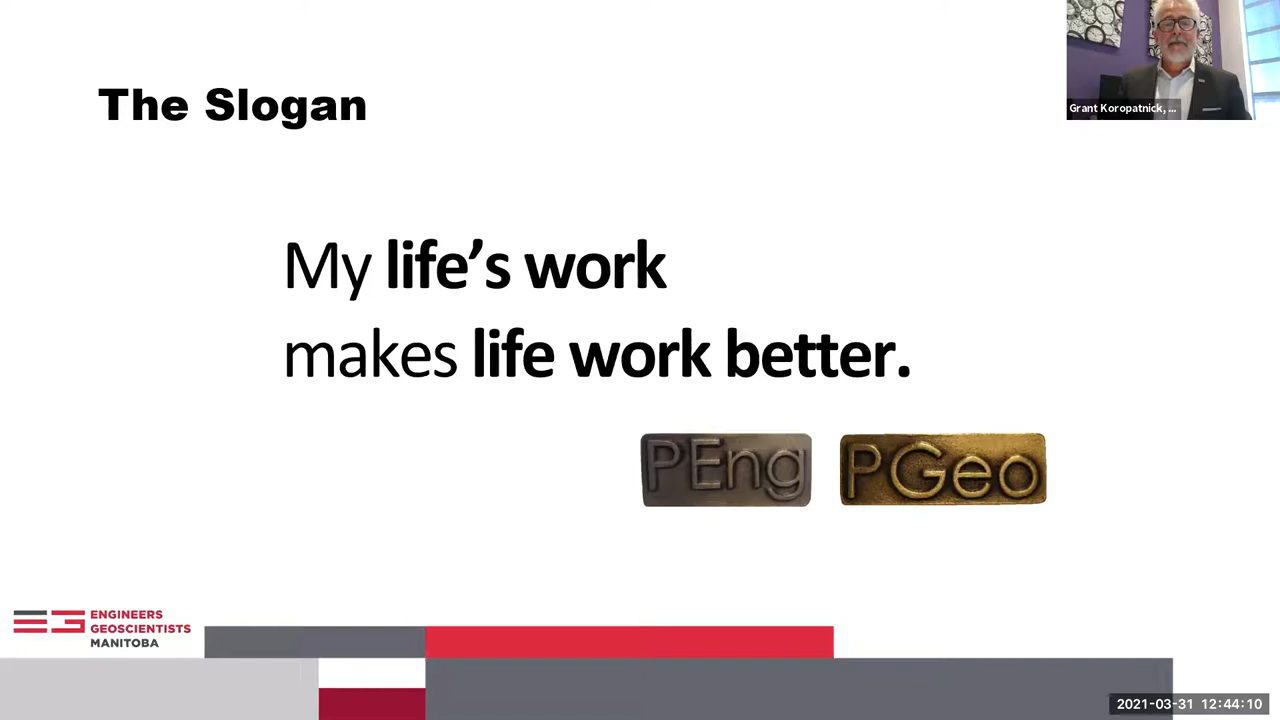 Grant Koropatnick, ...
The Slogan
My life's work
makes life work better.
PEng PGeo
ENGINEERS
GEOSCIENTISTS
MANITOBA
2021-03-31 12:44:10